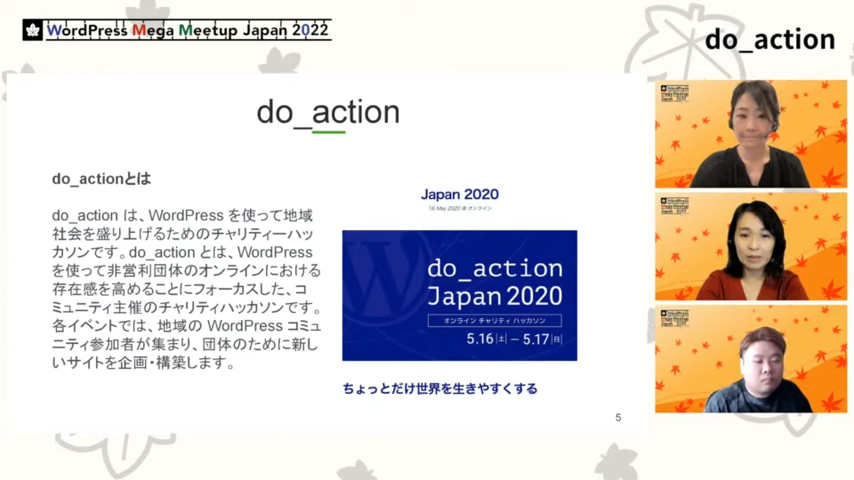 WordPress Mega Meetup Japan 2022
do_action
do_action
do_actionとは
do_action は、WordPress を使って地域
社会を盛り上げるためのチャリティーハッ
カソンです。do_action とは、WordPress
を使って非営利団体のオンラインにおける
存在感を高めることにフォーカスした、コ
ミュニティ主催のチャリティハッカソンです。
各イベントでは、地域の WordPress コミュ
ニティ参加者が集まり、団体のために新し
いサイトを企画・構築します。
Japan 2020
16 May 2020 @ オンライン
do_action
Japan 2020
オンライン チャリティ ハッカソン
5.16 土 — 5.17 日
ちょっとだけ世界を生きやすくする
5